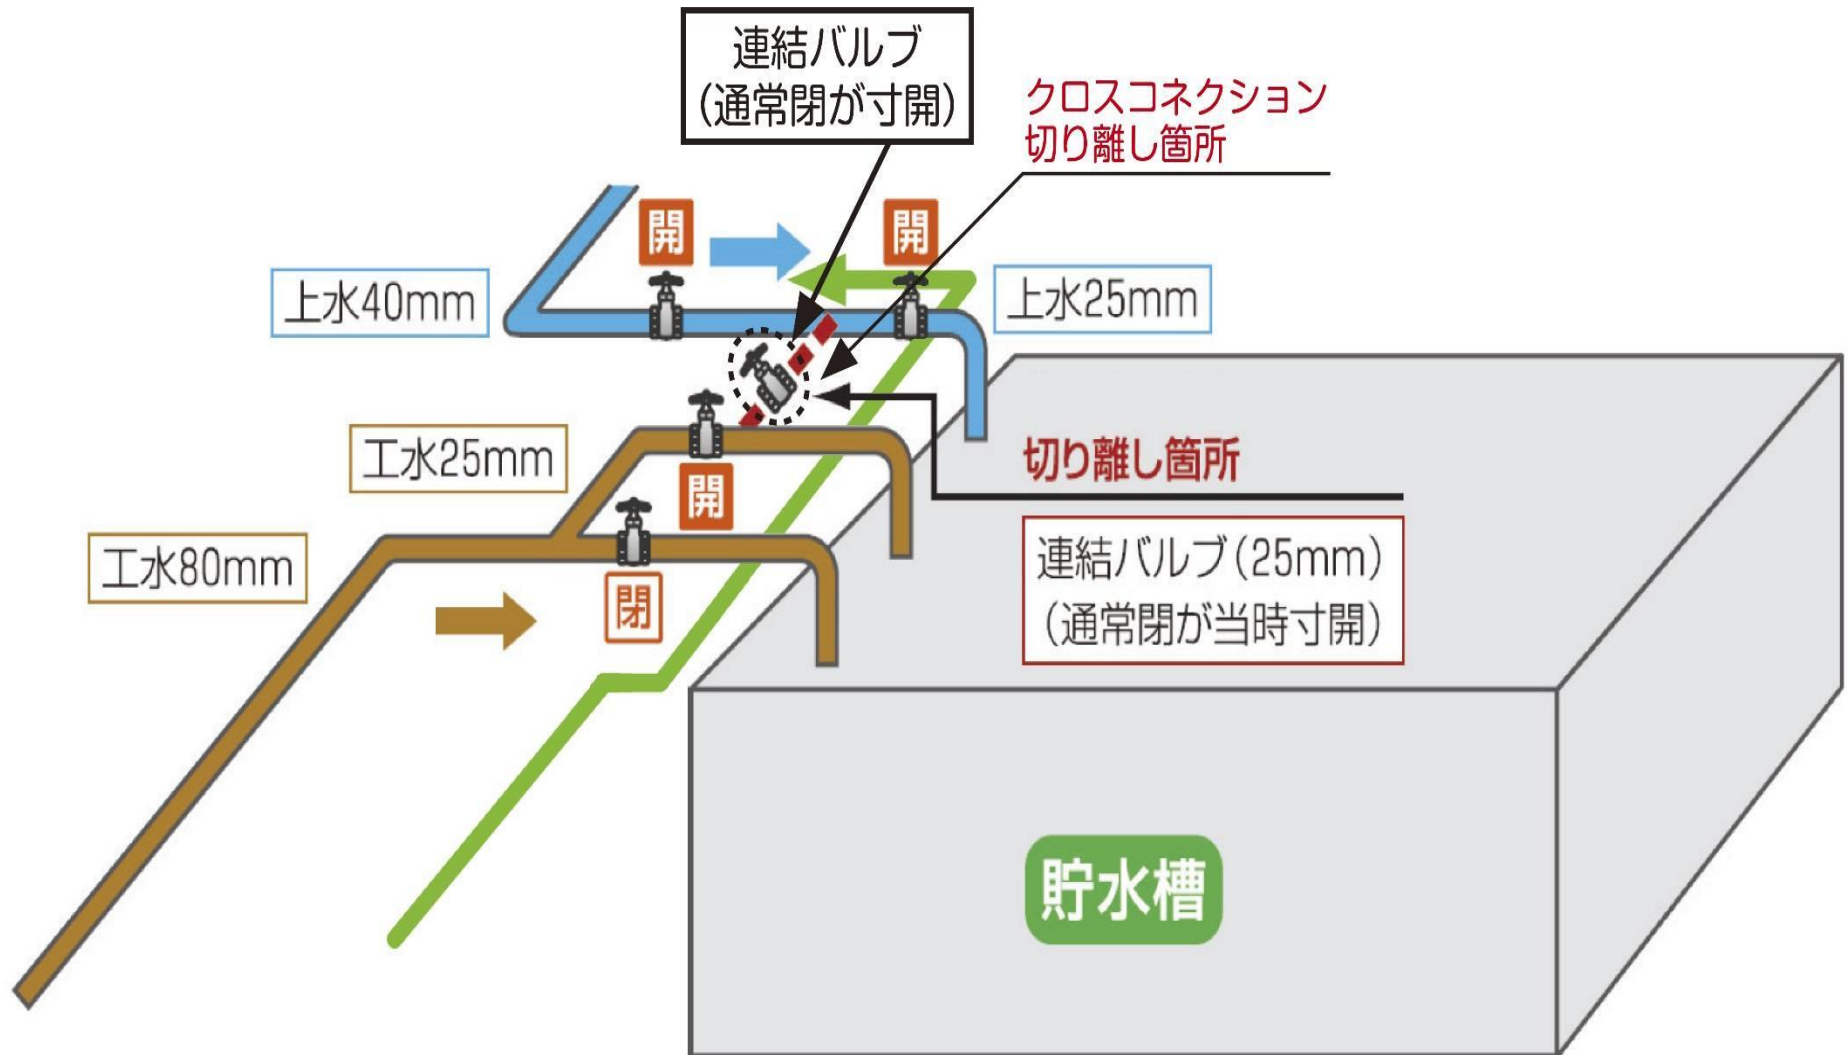 連結バルブ
(通常閉が寸開)
クロスコネクション
切り離し箇所
開
開
上水40mm
上水25mm
工水25mm
開
切り離し箇所
工水80mm
閉
連結バルブ(25mm)
(通常閉が当時寸開)
貯水槽